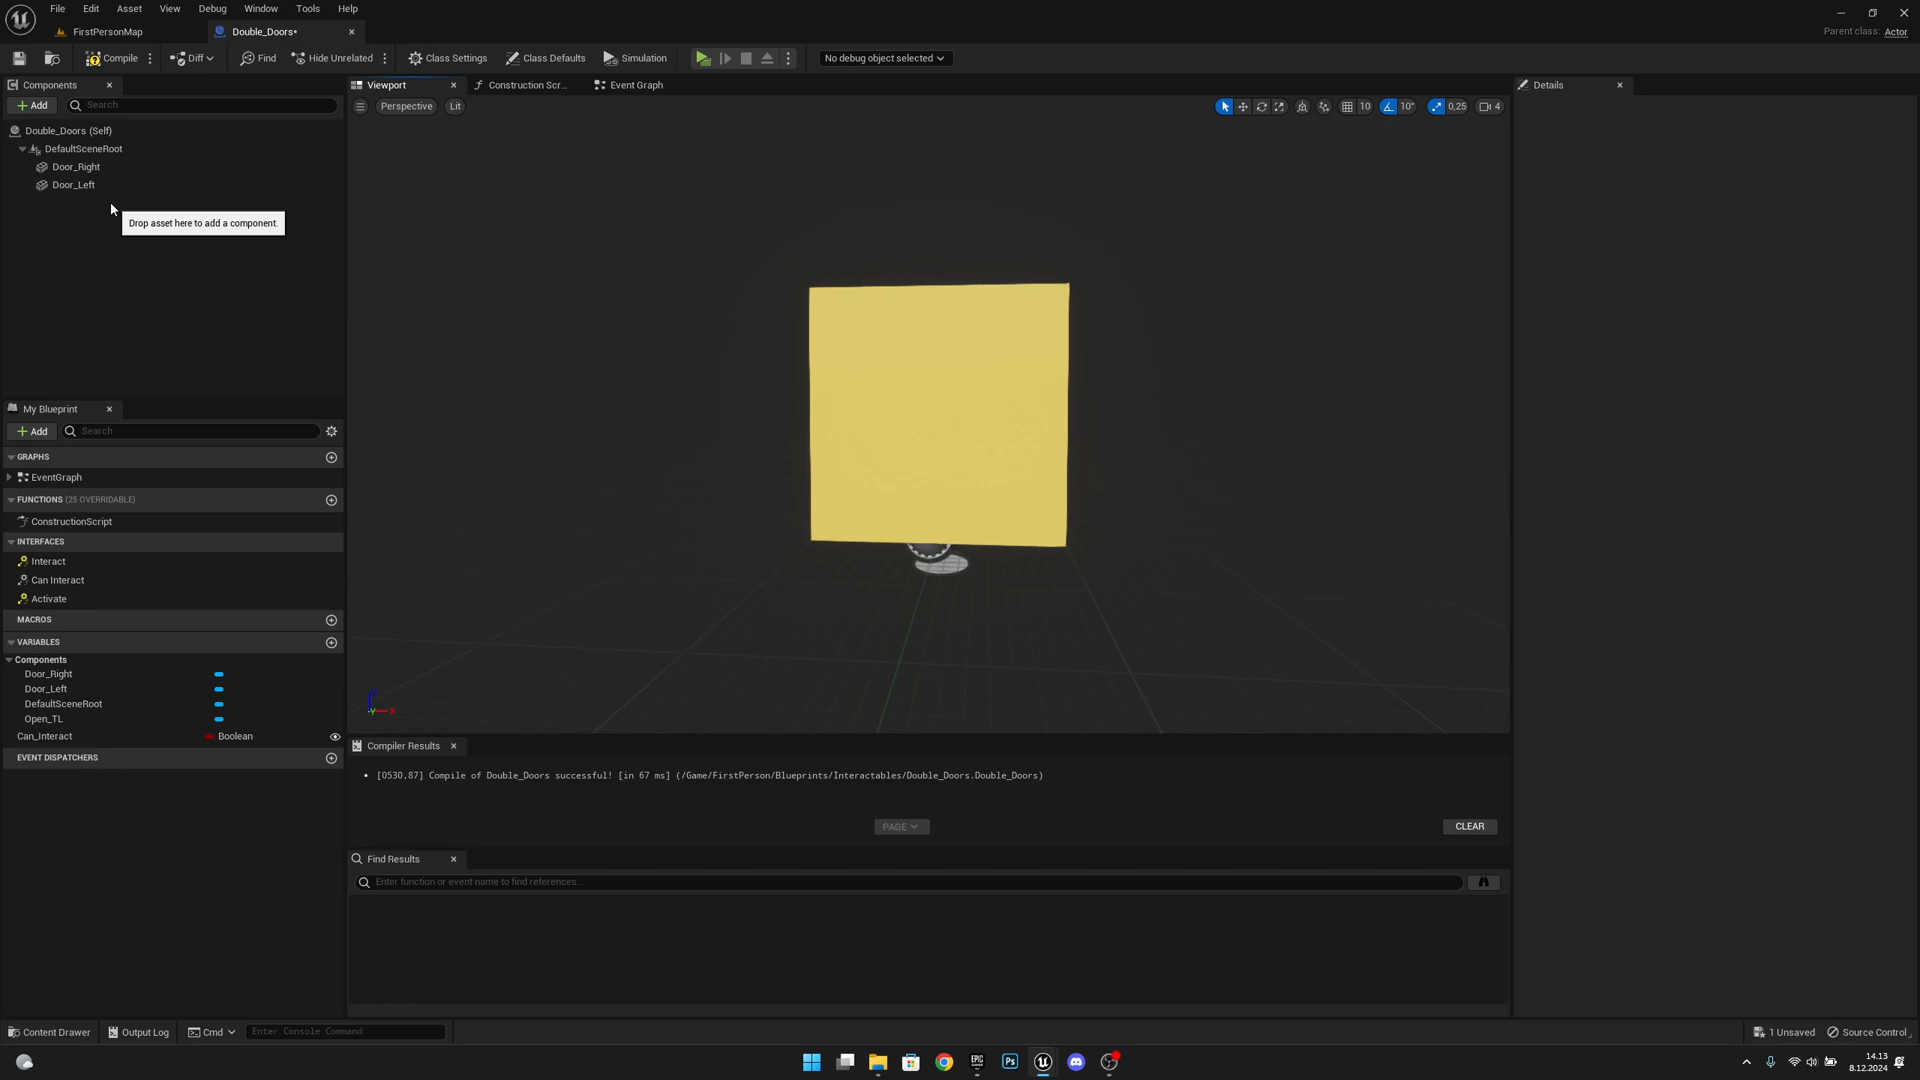 File Edit Asset View Debug Window Tools Help
FirstPersonMap Double_Doors*
Parent class: Actor
Compile Diff Find Hide Unrelated Class Settings Class Defaults Simulation No debug object selected
Components
Add Search
Double_Doors (Self)
DefaultSceneRoot
Door_Right
Door_Left
Drop asset here to add a component.
Viewport Construction Scr... Event Graph
Perspective Lit
10 10° 0,25 4
Details
X
My Blueprint
Add Search
GRAPHS
EventGraph
FUNCTIONS (25 OVERRIDABLE)
ConstructionScript
INTERFACES
Interact
Can Interact
Activate
MACROS
VARIABLES
Components
Door_Right
Door_Left
DefaultSceneRoot
Open_TL
Can_Interact Boolean
EVENT DISPATCHERS
Compiler Results
[0530,87] Compile of Double_Doors successful! [in 67 ms] (/Game/FirstPerson/Blueprints/Interactables/Double_Doors.Double_Doors)
PAGE
CLEAR
Find Results
Enter function or event name to find references...
Content Drawer Output Log Cmd Enter Console Command
1 Unsaved Source Control
EPIC
Ps
14.13
8.12.2024